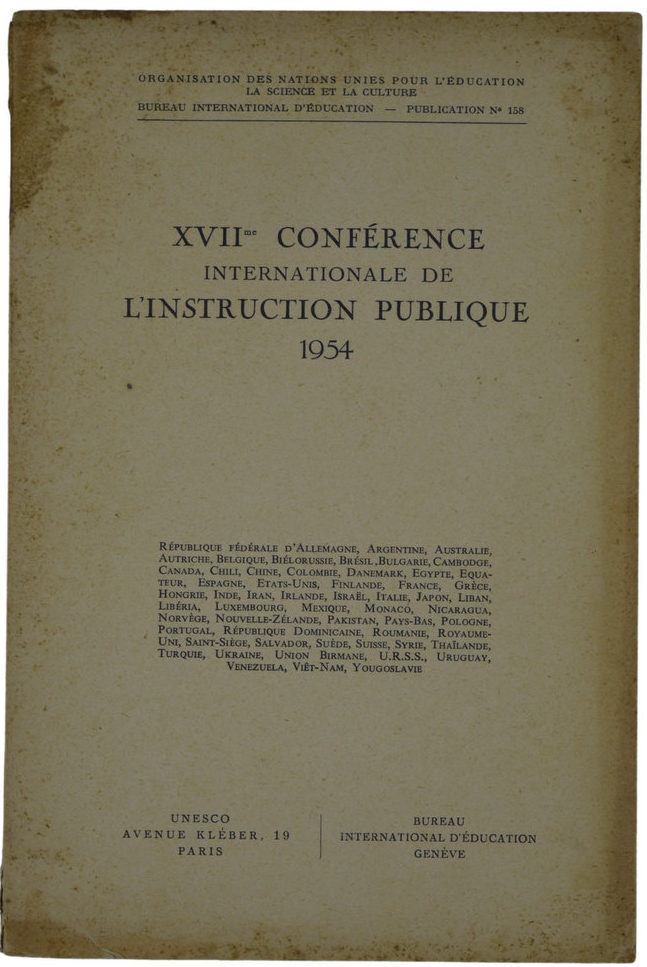 ORGANISATION DES NATIONS UNIES POUR L'ÉDUCATION
LA SCIENCE ET LA CULTURE
BUREAU INTERNATIONAL D'ÉDUCATION — PUBLICATION Nº 158
XVIIme CONFÉRENCE
INTERNATIONALE DE
L'INSTRUCTION PUBLIQUE
1954
RÉPUBLIQUE FÉDÉRALE D'ALLEMAGNE, ARGENTINE, AUSTRALIE,
AUTRICHE, BELGIQUE, BIÉLORUSSIE, BRÉSIL, BULGARIE, CAMBODGE,
CANADA, CHILI, CHINE, COLOMBIE, DANEMARK, EGYPTE, EQUA-
TEUR, ESPAGNE, ETATS-UNIS, FINLANDE, FRANCE, GRÈCE,
HONGRIE, INDE, IRAN, IRLANDE, ISRAËL, ITALIE, JAPON, LIBAN,
LIBÉRIA, LUXEMBOURG, MEXIQUE, MONACO, NICARAGUA,
NORVÈGE, NOUVELLE-ZÉLANDE, PAKISTAN, PAYS-BAS, POLOGNE,
PORTUGAL, RÉPUBLIQUE DOMINICAINE, ROUMANIE, ROYAUME-
UNI, SAINT-SIÈGE, SALVADOR, SUÈDE, SUISSE, SYRIE, THAÏLANDE,
TURQUIE, UKRAINE, UNION BIRMANE, U.R.S.S., URUGUAY,
VENEZUELA, VIÊT-NAM, YOUGOSLAVIE
UNESCO
AVENUE KLÉBER, 19
PARIS
BUREAU
INTERNATIONAL D'ÉDUCATION
GENÈVE